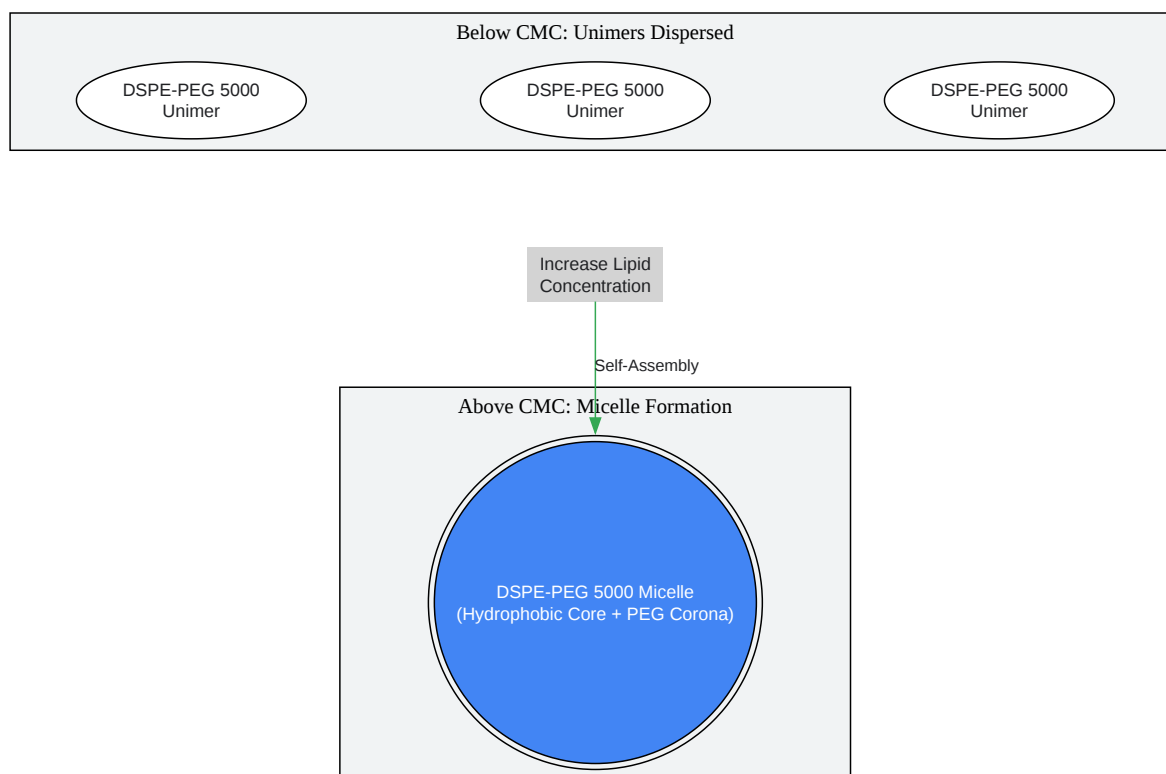 Below CMC: Unimers Dispersed
DSPE-PEG 5000
Unimer
DSPE-PEG 5000
Unimer
DSPE-PEG 5000
Unimer
Increase Lipid
Concentration
Self-Assembly
Above CMC: Micelle Formation
DSPE-PEG 5000 Micelle
(Hydrophobic Core + PEG Corona)